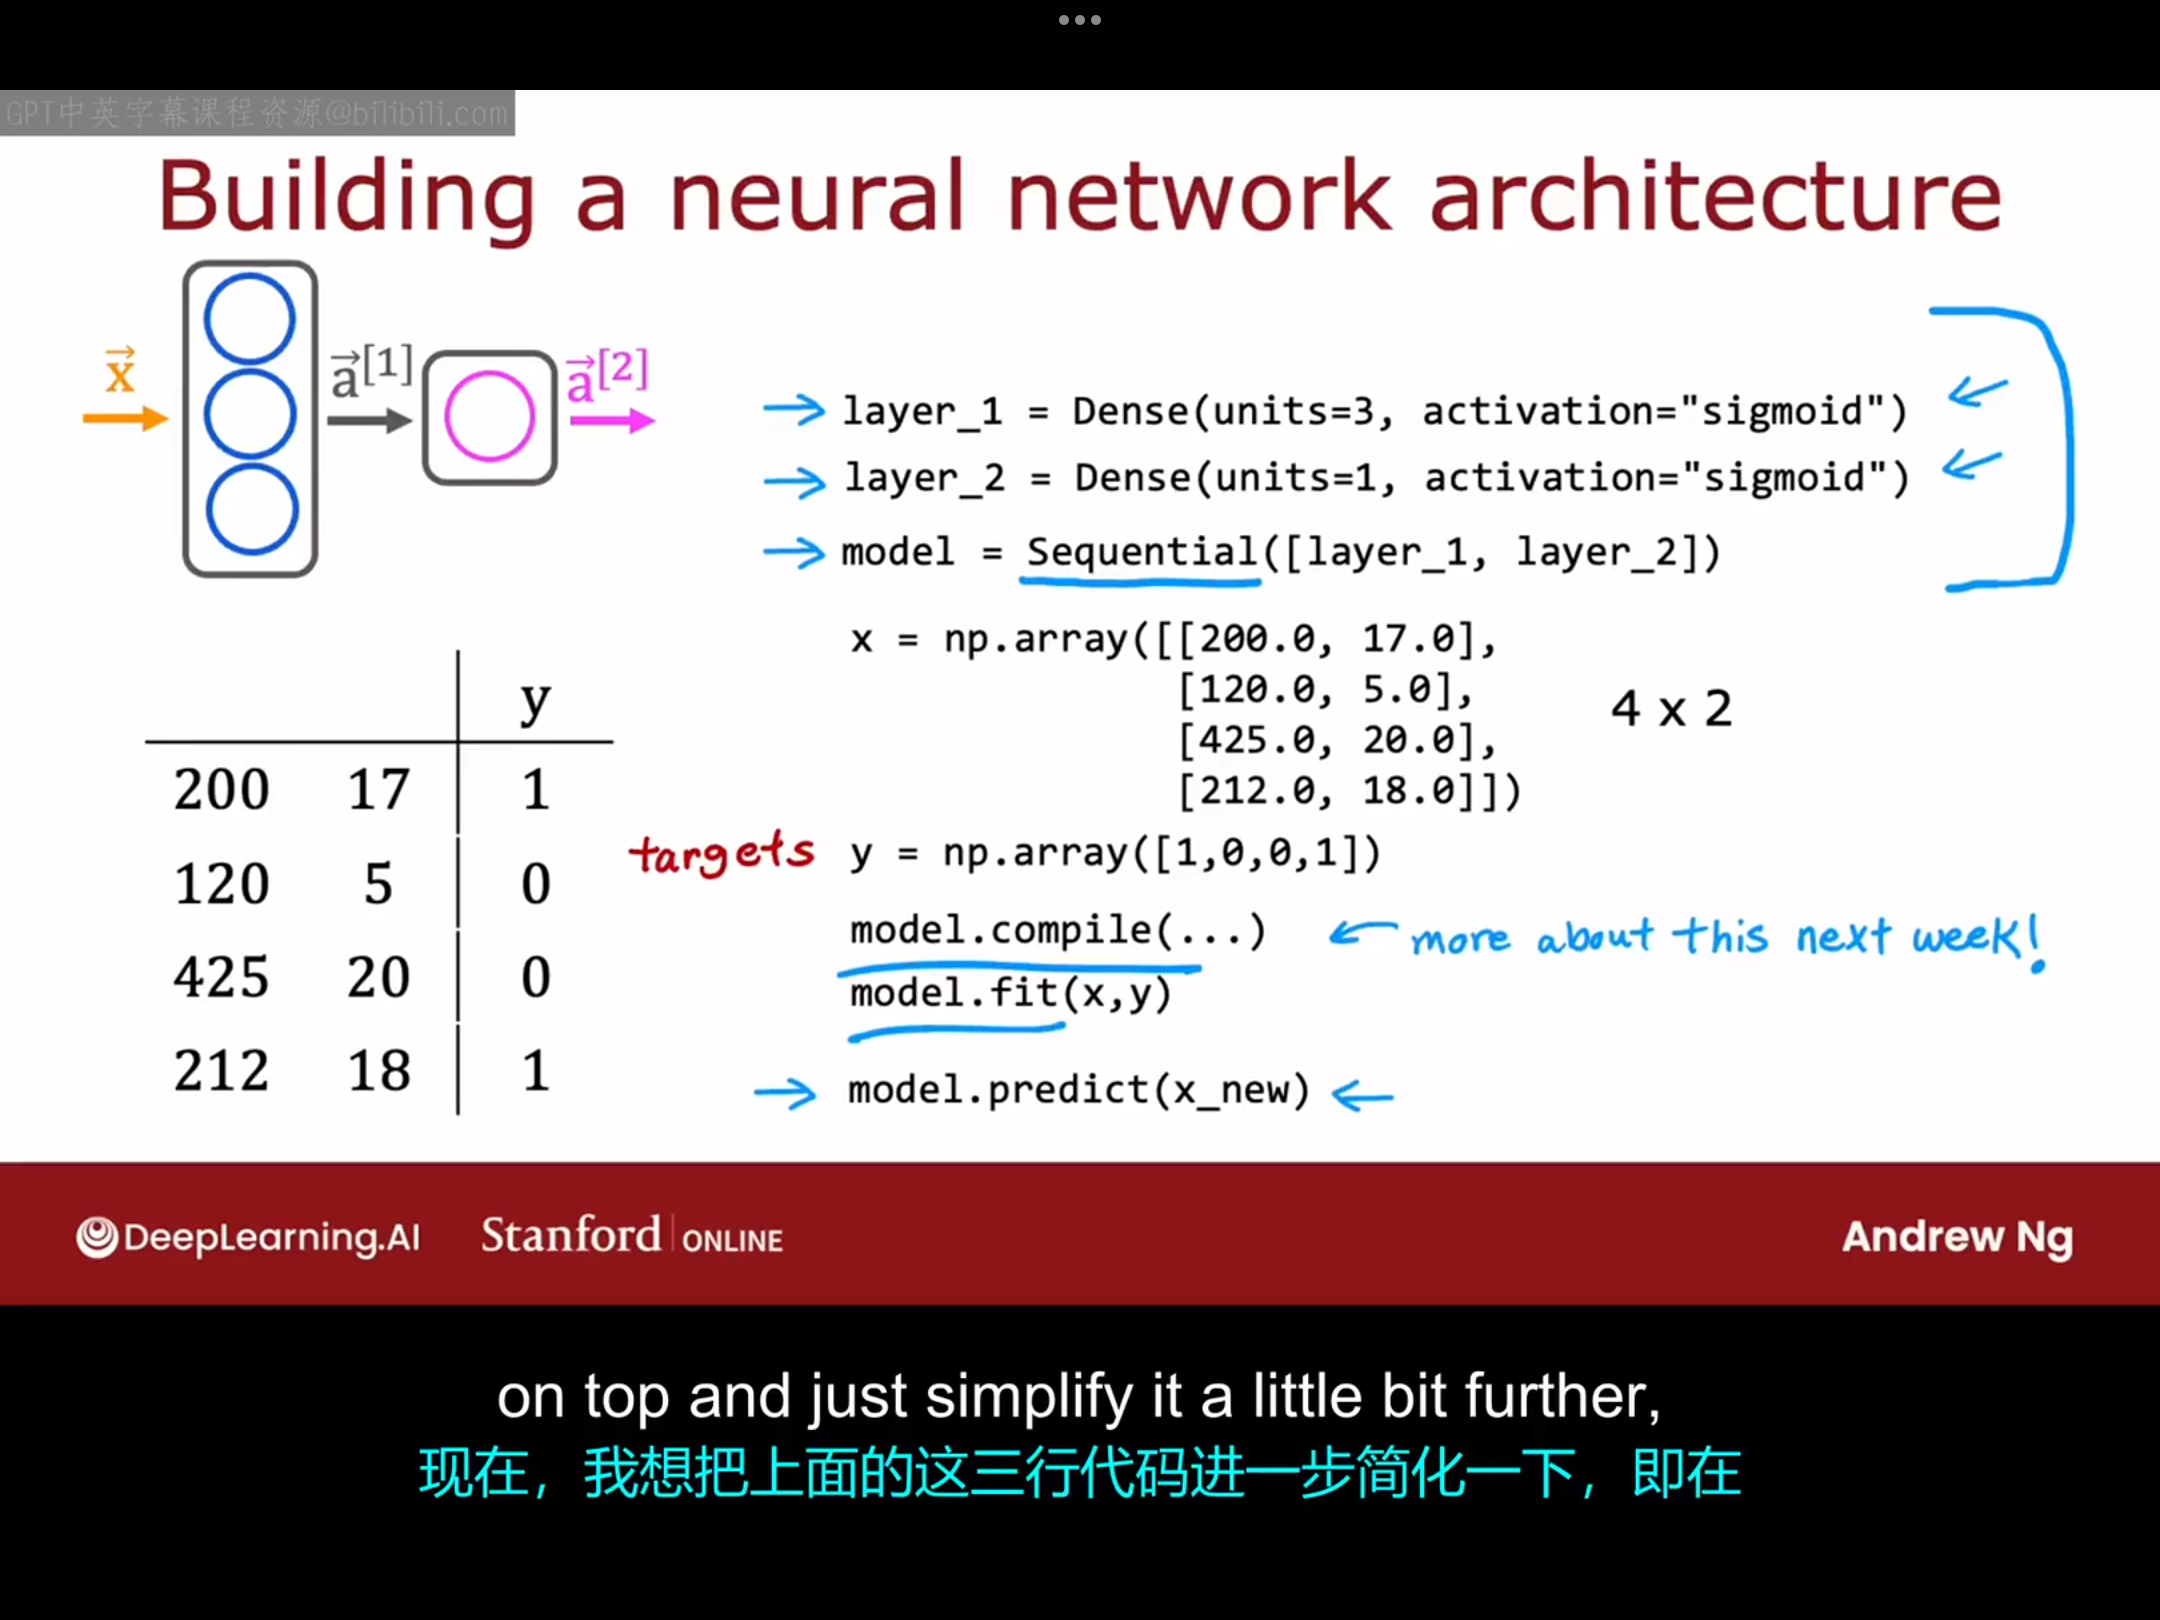 GPT中英字幕课程资源@bilibili.com
Building a neural network architecture
x⃗
a⃗[1]
a⃗[2]
layer_1 = Dense(units=3, activation="sigmoid")
layer_2 = Dense(units=1, activation="sigmoid")
model = Sequential([layer_1, layer_2])
x = np.array([[200.0, 17.0],
[120.0, 5.0],
[425.0, 20.0],
[212.0, 18.0]])
4 x 2
targets y = np.array([1,0,0,1])
model.compile(...) more about this next week!
model.fit(x,y)
model.predict(x_new)
y
200 17 1
120 5 0
425 20 0
212 18 1
DeepLearning.AI Stanford ONLINE Andrew Ng
on top and just simplify it a little bit further,
现在，我想把上面的这三行代码进一步简化一下，即在